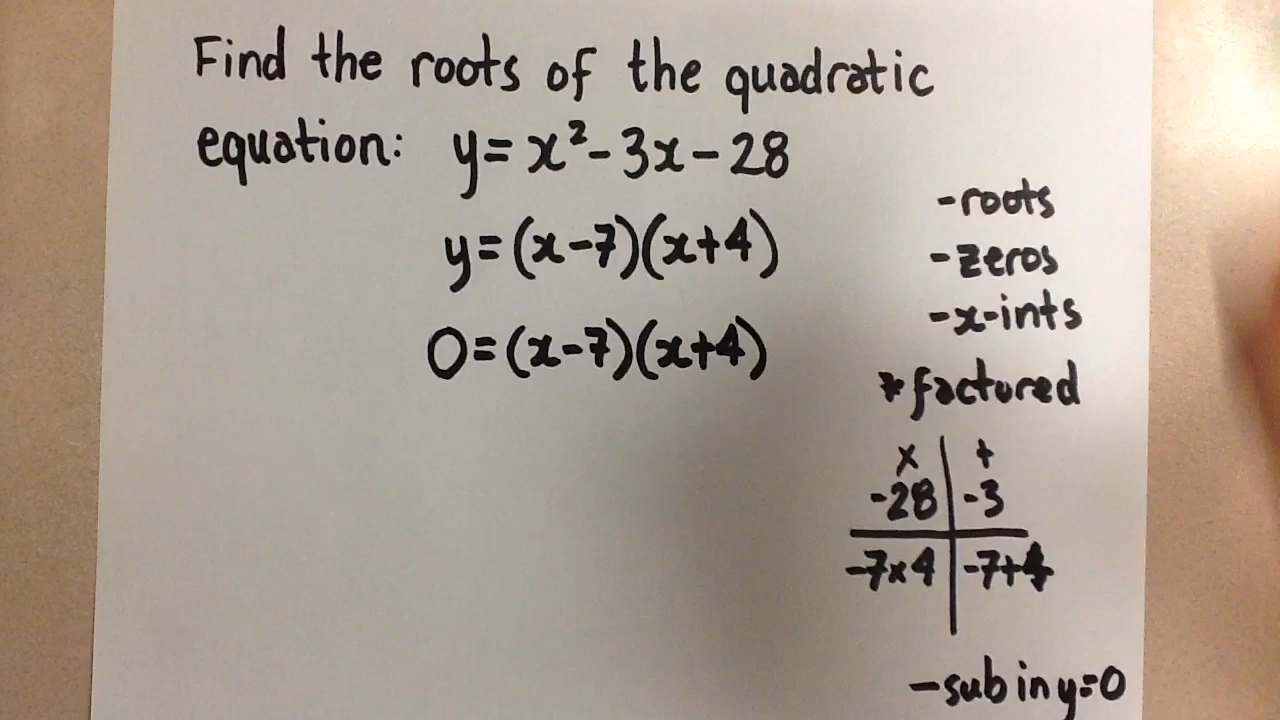 Find the roots of the quadratic
equation: y = x² - 3x - 28
y = (x-7)(x+4)
0 = (x-7)(x+4)
- roots
- zeros
- x-ints
* factored
x | +
-28 | -3
-7x4 | -7+4
- sub in y=0